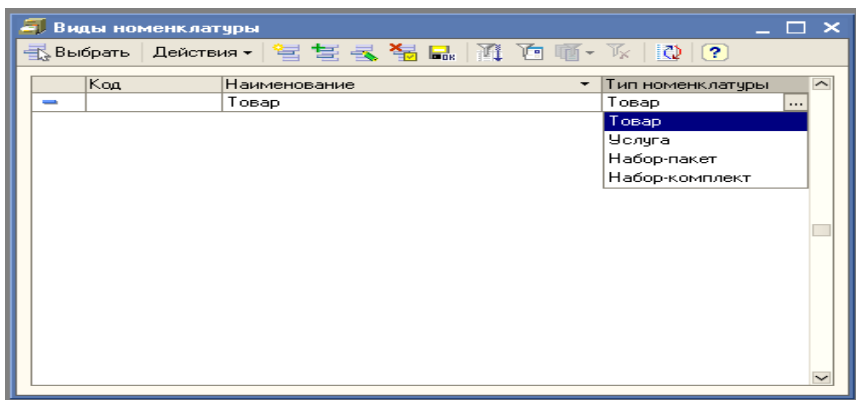 Виды номенклатуры
Выбрать Действия
Код Наименование Тип номенклатуры
Товар Товар ...
Товар
Услуга
Набор-пакет
Набор-комплект